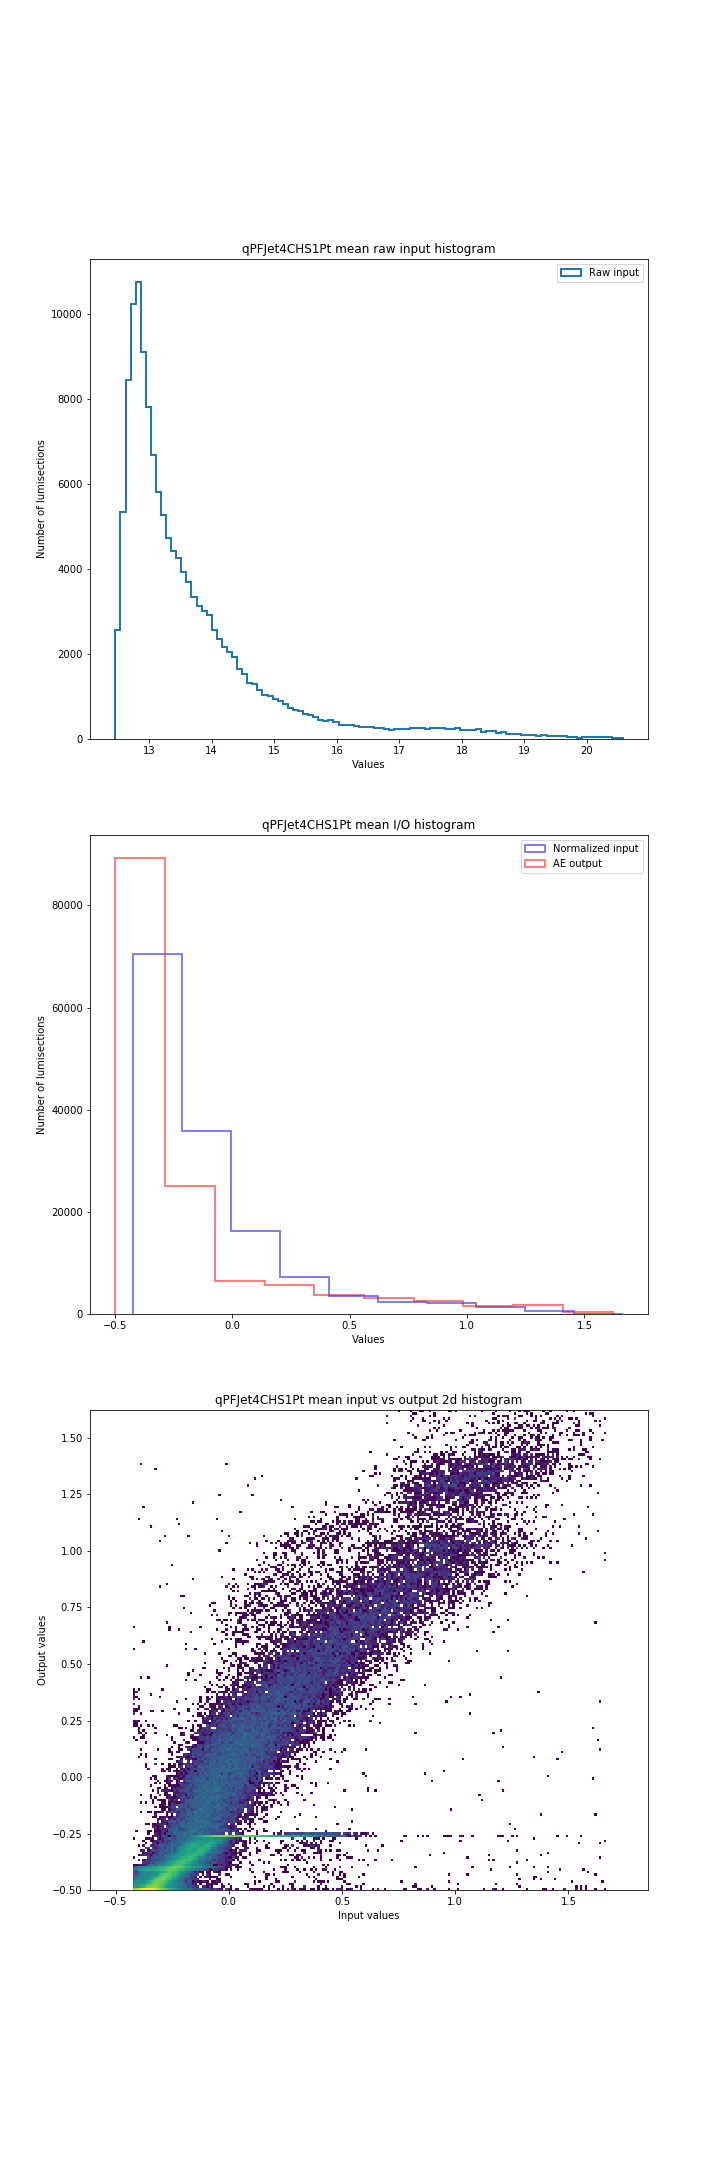 qPFJet4CHS1Pt mean raw input histogram
Raw input
10000
8000
6000
4000
2000
0
Number of lumisections
13 14 15 16 17 18 19 20
Values
qPFJet4CHS1Pt mean I/O histogram
Normalized input
AE output
80000
60000
40000
20000
0
Number of lumisections
−0.5 0.0 0.5 1.0 1.5
Values
qPFJet4CHS1Pt mean input vs output 2d histogram
1.50
1.25
1.00
0.75
0.50
0.25
0.00
−0.25
−0.50
Output values
−0.5 0.0 0.5 1.0 1.5
Input values